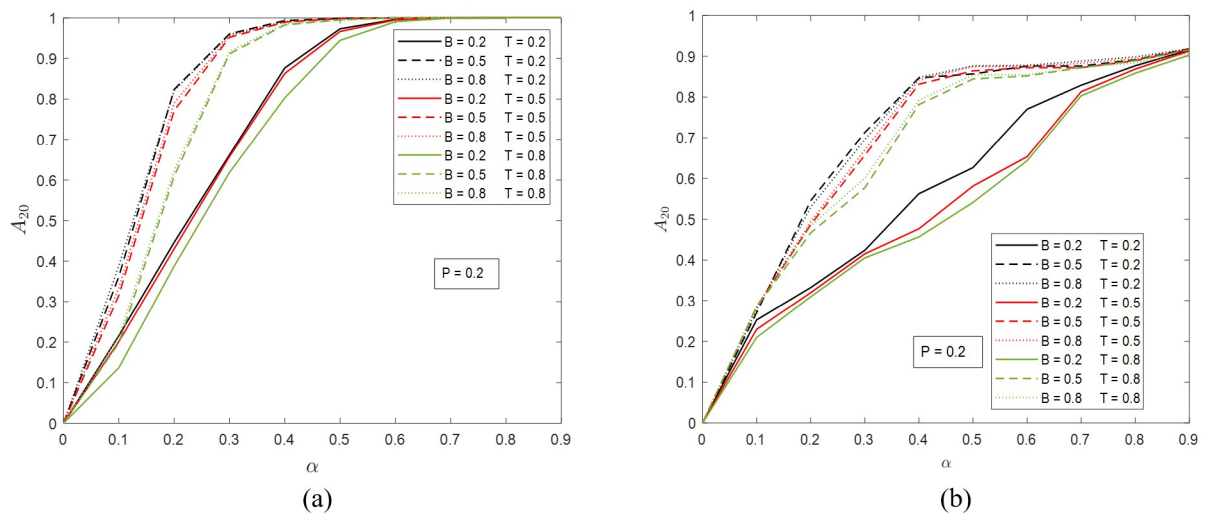 1
0.9
0.8
0.7
0.6
0.5
0.4
0.3
0.2
0.1
0
A20
B = 0.2 T = 0.2
B = 0.5 T = 0.2
B = 0.8 T = 0.2
B = 0.2 T = 0.5
B = 0.5 T = 0.5
B = 0.8 T = 0.5
B = 0.2 T = 0.8
B = 0.5 T = 0.8
B = 0.8 T = 0.8
P = 0.2
0 0.1 0.2 0.3 0.4 0.5 0.6 0.7 0.8 0.9
α
(a)
1
0.9
0.8
0.7
0.6
0.5
0.4
0.3
0.2
0.1
0
A20
B = 0.2 T = 0.2
B = 0.5 T = 0.2
B = 0.8 T = 0.2
B = 0.2 T = 0.5
B = 0.5 T = 0.5
B = 0.8 T = 0.5
B = 0.2 T = 0.8
B = 0.5 T = 0.8
B = 0.8 T = 0.8
P = 0.2
0 0.1 0.2 0.3 0.4 0.5 0.6 0.7 0.8 0.9
α
(b)